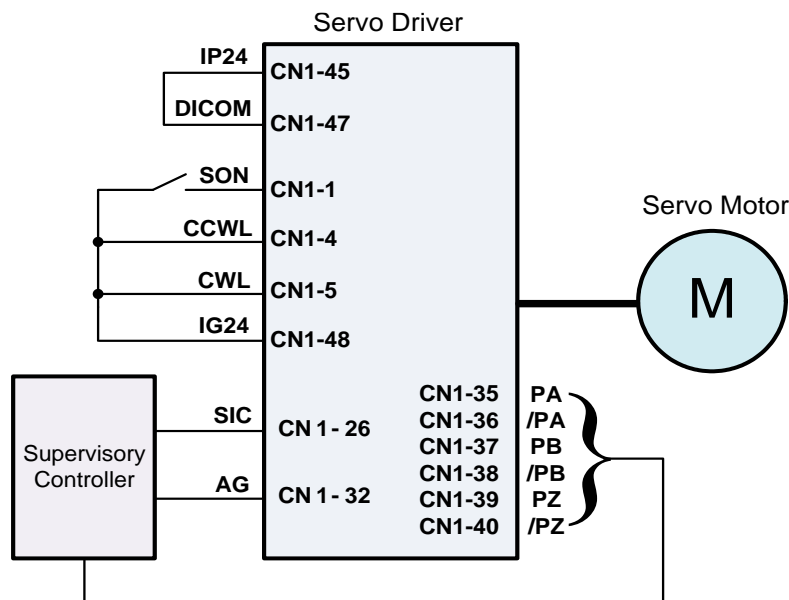 Servo Driver
IP24 CN1-45
DICOM CN1-47
SON CN1-1
CCWL CN1-4
CWL CN1-5
IG24 CN1-48
Servo Motor
M
Supervisory
Controller
SIC CN 1- 26
AG CN 1- 32
CN1-35 PA
CN1-36 /PA
CN1-37 PB
CN1-38 /PB
CN1-39 PZ
CN1-40 /PZ